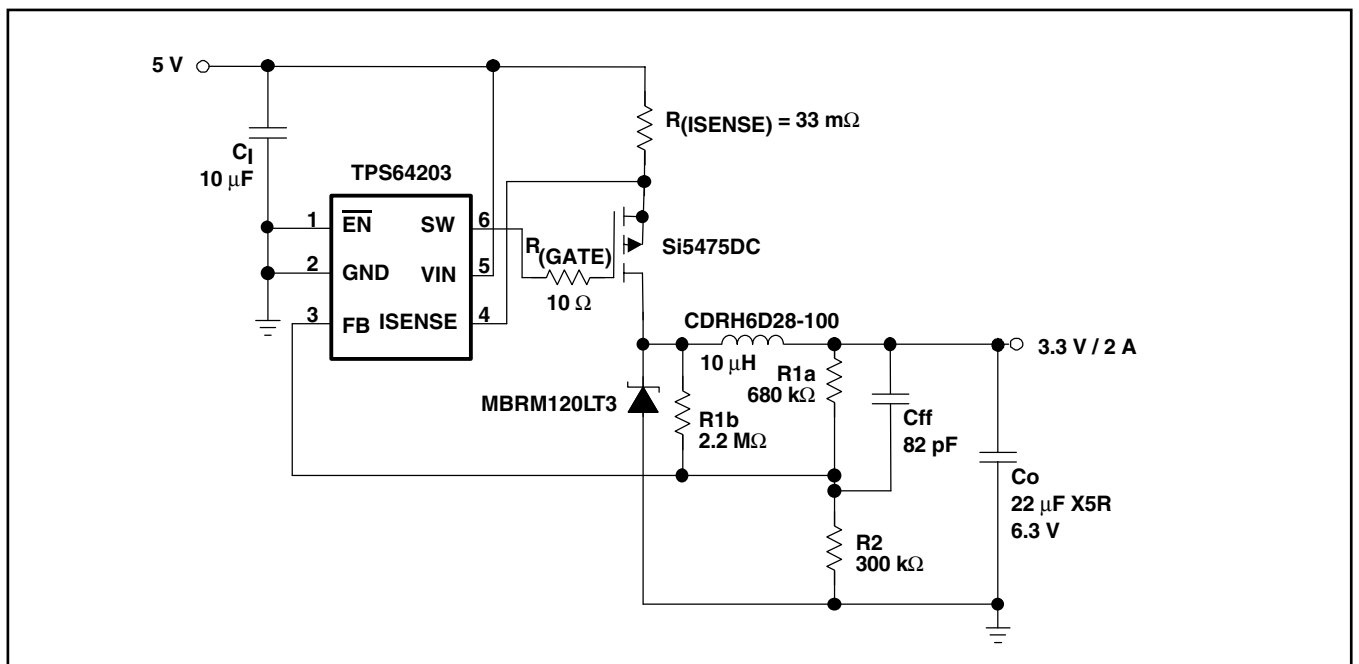 5 V
R(ISENSE) = 33 mΩ
CI
10 μF
TPS64203
1
EN
SW
6
2
GND
VIN
5
3
FB
ISENSE
4
R(GATE)
10 Ω
Si5475DC
CDRH6D28-100
10 μH
3.3 V / 2 A
R1a
680 kΩ
MBRM120LT3
R1b
2.2 MΩ
Cff
82 pF
Co
22 μF X5R
6.3 V
R2
300 kΩ